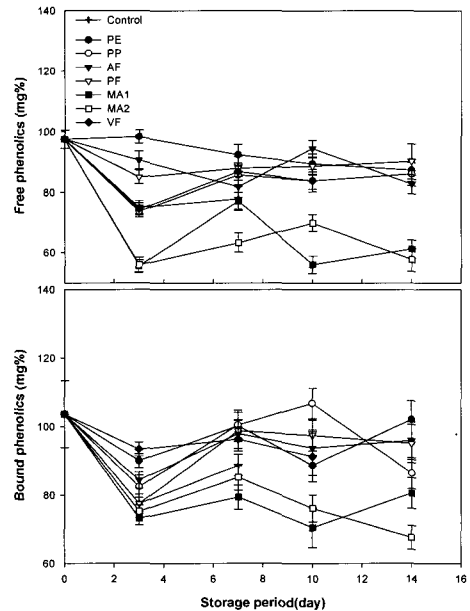 140
120
100
80
60
Free phenolics (mg%)
Control
PE
PP
AF
PF
MA1
MA2
VF
140
120
100
80
60
Bound phenolics (mg%)
0 2 4 6 8 10 12 14 16
Storage period(day)